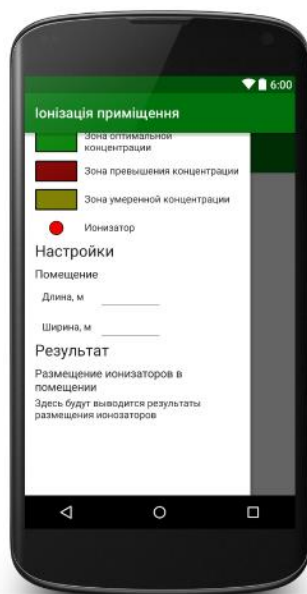 6:00
Іонізація приміщення
Зона оптимальной
концентрации
Зона превышения концентрации
Зона умеренной концентрации
Ионизатор
Настройки
Помещение
Длина, м
Ширина, м
Результат
Размещение ионизаторов в
помещении
Здесь будут выводится результаты
размещения ионозаторов